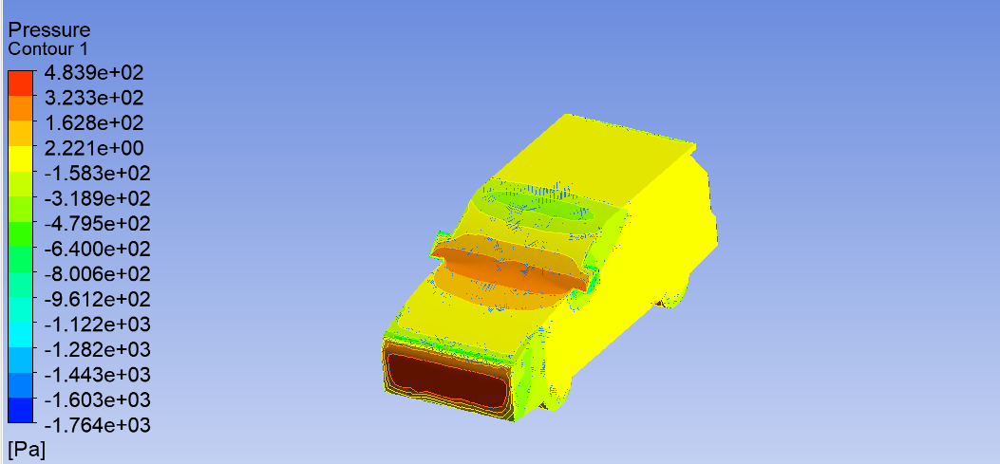 Pressure
Contour 1
4.839e+02
3.233e+02
1.628e+02
2.221e+00
-1.583e+02
-3.189e+02
-4.795e+02
-6.400e+02
-8.006e+02
-9.612e+02
-1.122e+03
-1.282e+03
-1.443e+03
-1.603e+03
-1.764e+03
[Pa]